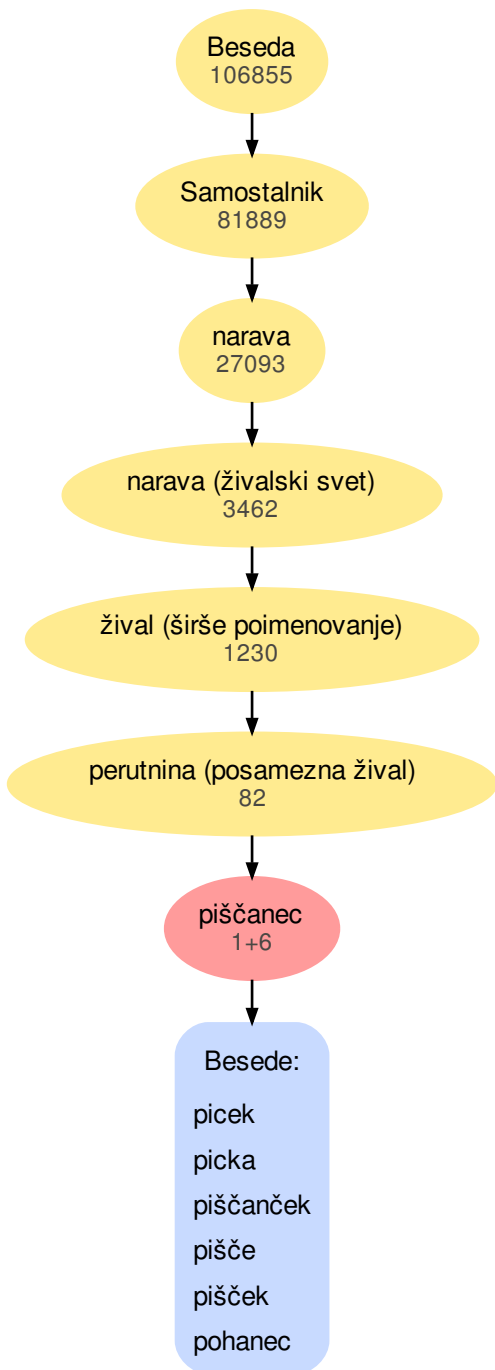 Beseda
106855
Samostalnik
81889
narava
27093
narava (živalski svet)
3462
žival (širše poimenovanje)
1230
perutnina (posamezna žival)
82
piščanec
1+6
Besede:
picek
picka
piščanček
pišče
pišček
pohanec